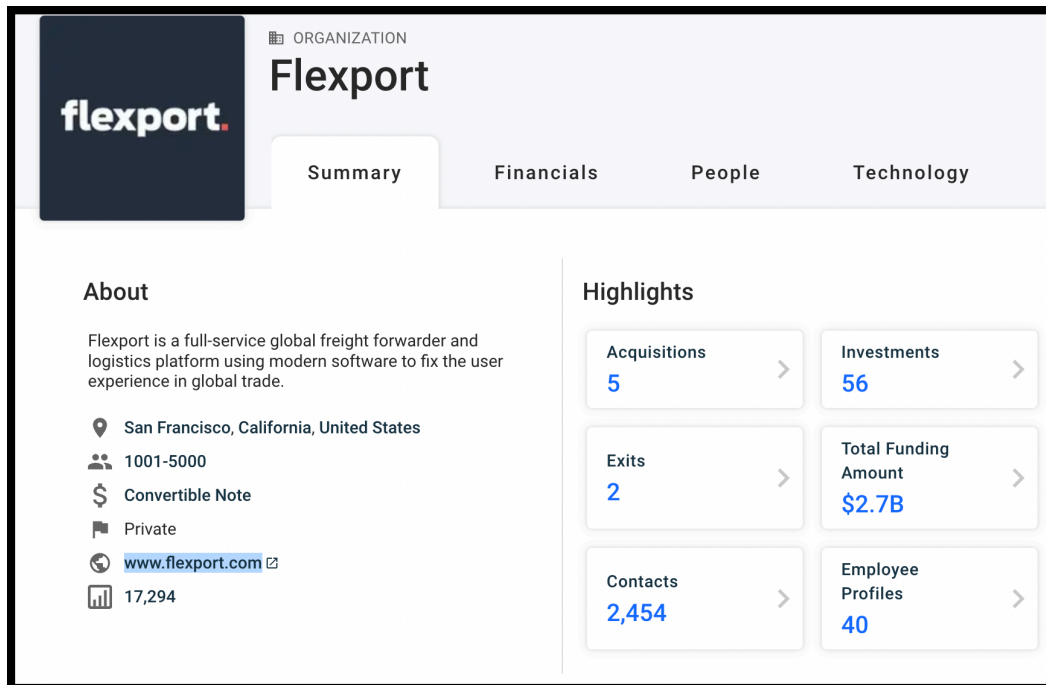 flexport.
ORGANIZATION
Flexport
Summary
Financials
People
Technology
About
Flexport is a full-service global freight forwarder and
logistics platform using modern software to fix the user
experience in global trade.
San Francisco, California, United States
1001-5000
Convertible Note
Private
www.flexport.com
17,294
Highlights
Acquisitions
5
Investments
56
Exits
2
Total Funding
Amount
$2.7B
Contacts
2,454
Employee
Profiles
40